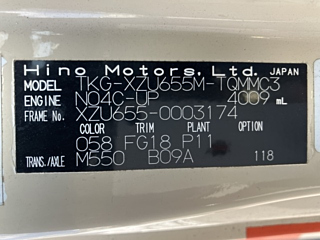 Hino Motors, Ltd. JAPAN
MODEL TKG-XZU655M-TQMMC3
ENGINE N04C-UP 4009 mL
FRAME No. XZU655-0003174
COLOR TRIM PLANT OPTION
058 FG18 P11
TRANS./AXLE M550 B09A 118